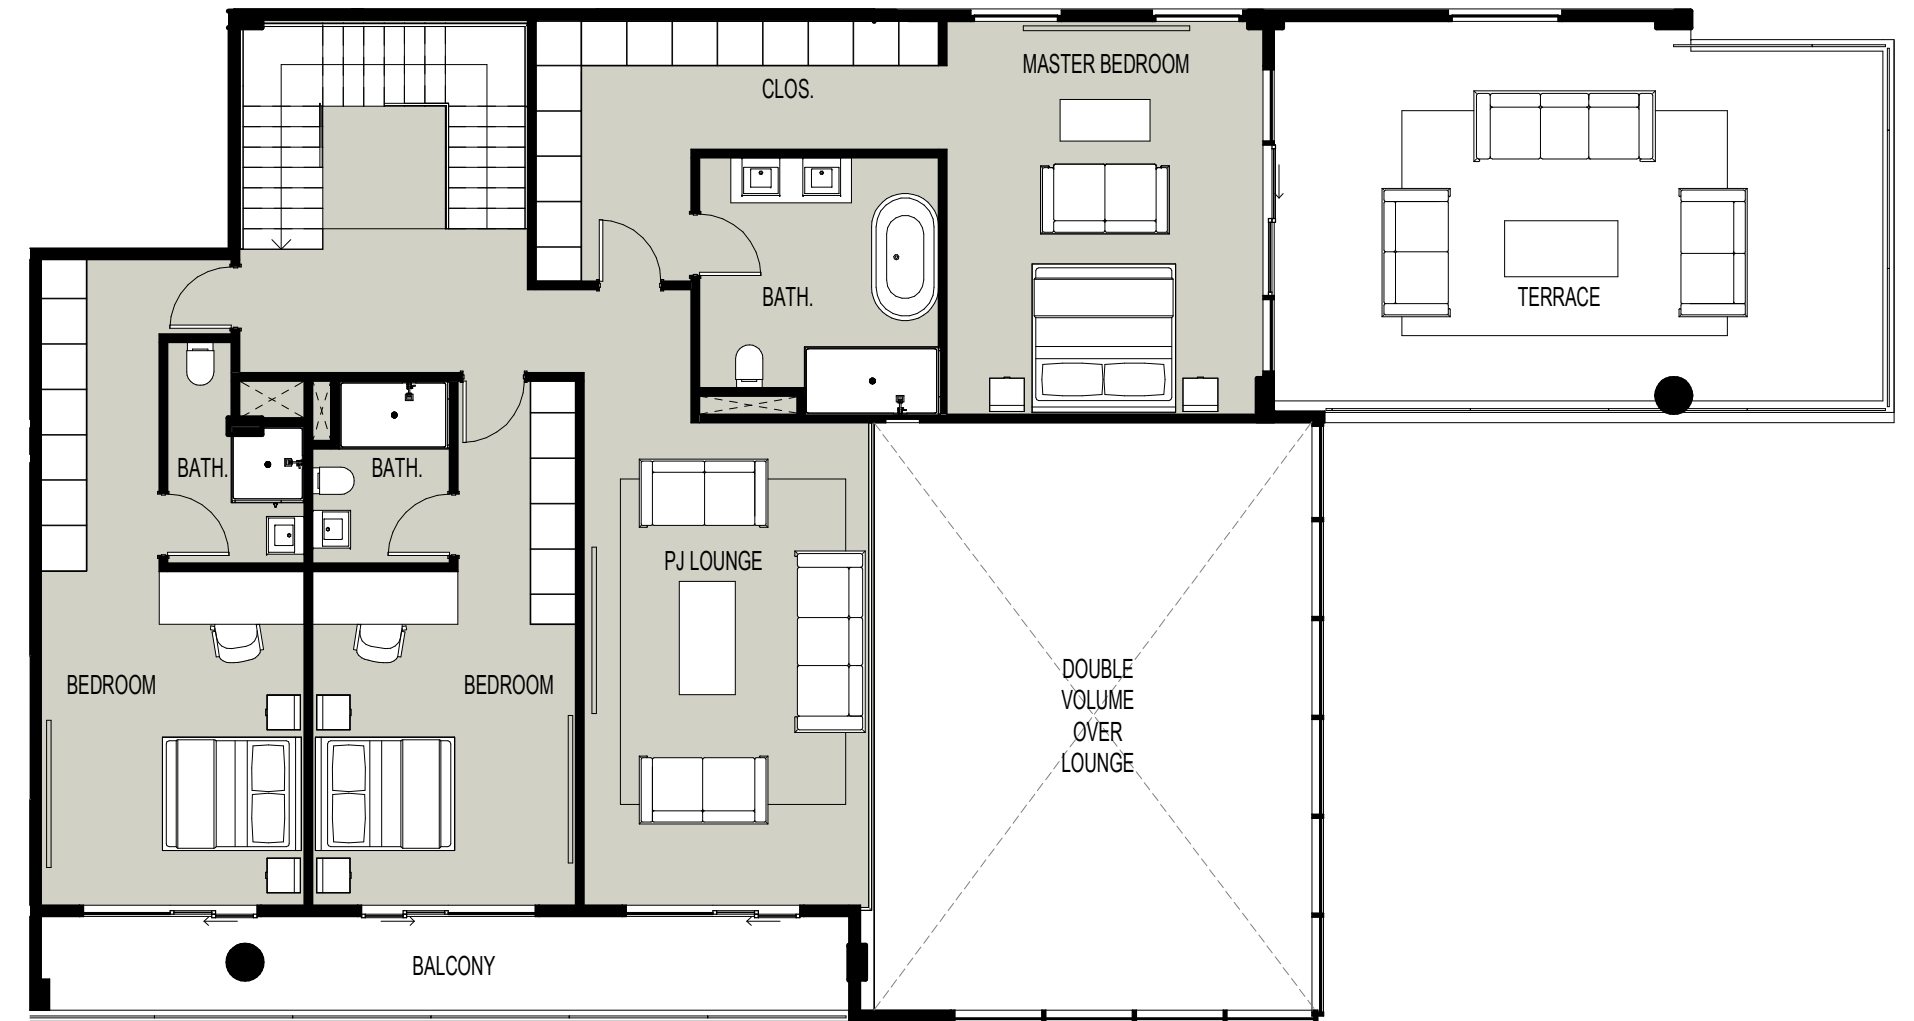 MASTER BEDROOM
CLOS.
BATH.
TERRACE
BATH.
BATH.
PJ LOUNGE
BEDROOM
BEDROOM
DOUBLE
VOLUME
OVER
LOUNGE
BALCONY